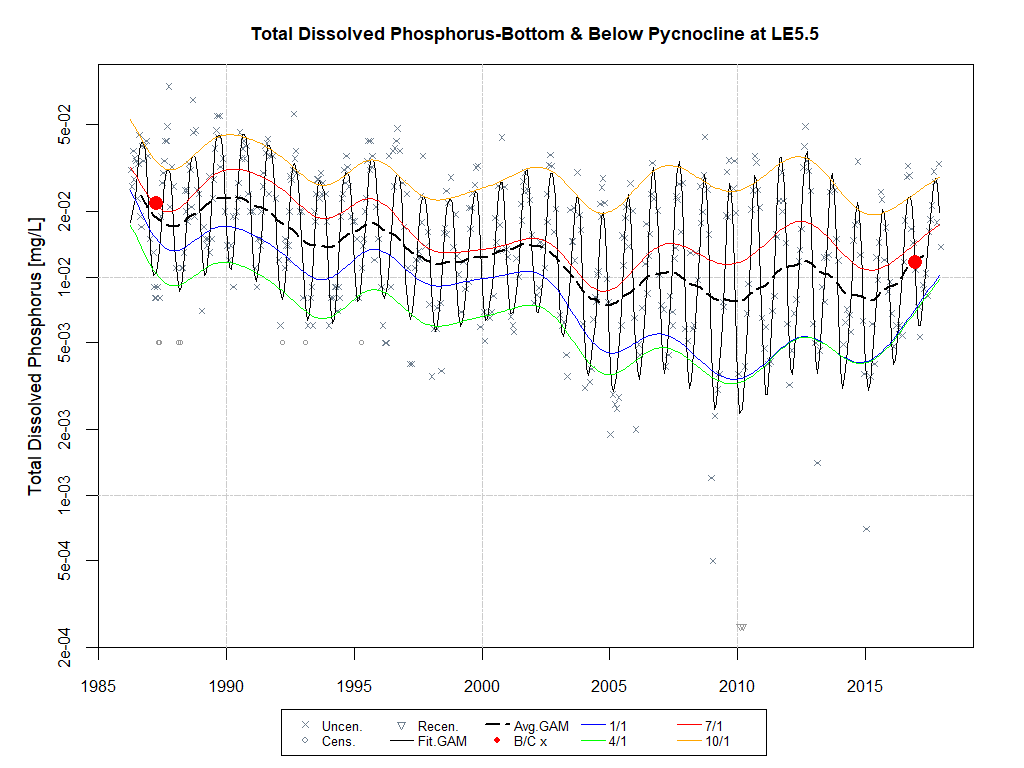 Total Dissolved Phosphorus-Bottom & Below Pycnocline at LE5.5
Total Dissolved Phosphorus [mg/L]
5e-02
2e-02
1e-02
5e-03
2e-03
1e-03
5e-04
2e-04
1985 1990 1995 2000 2005 2010 2015
Uncen. Recen. Avg.GAM 1/1 7/1
Cens. Fit.GAM B/C x 4/1 10/1